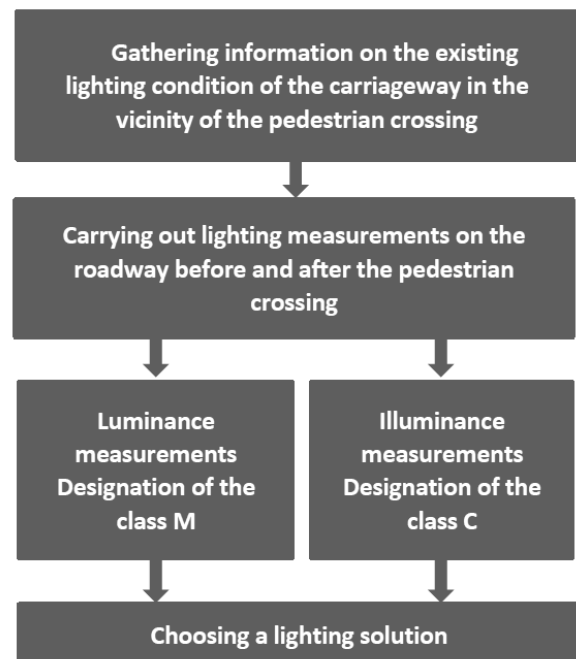 Gathering information on the existing
lighting condition of the carriageway in the
vicinity of the pedestrian crossing
Carrying out lighting measurements on the
roadway before and after the pedestrian
crossing
Luminance
measurements
Designation of the
class M
Illuminance
measurements
Designation of the
class C
Choosing a lighting solution